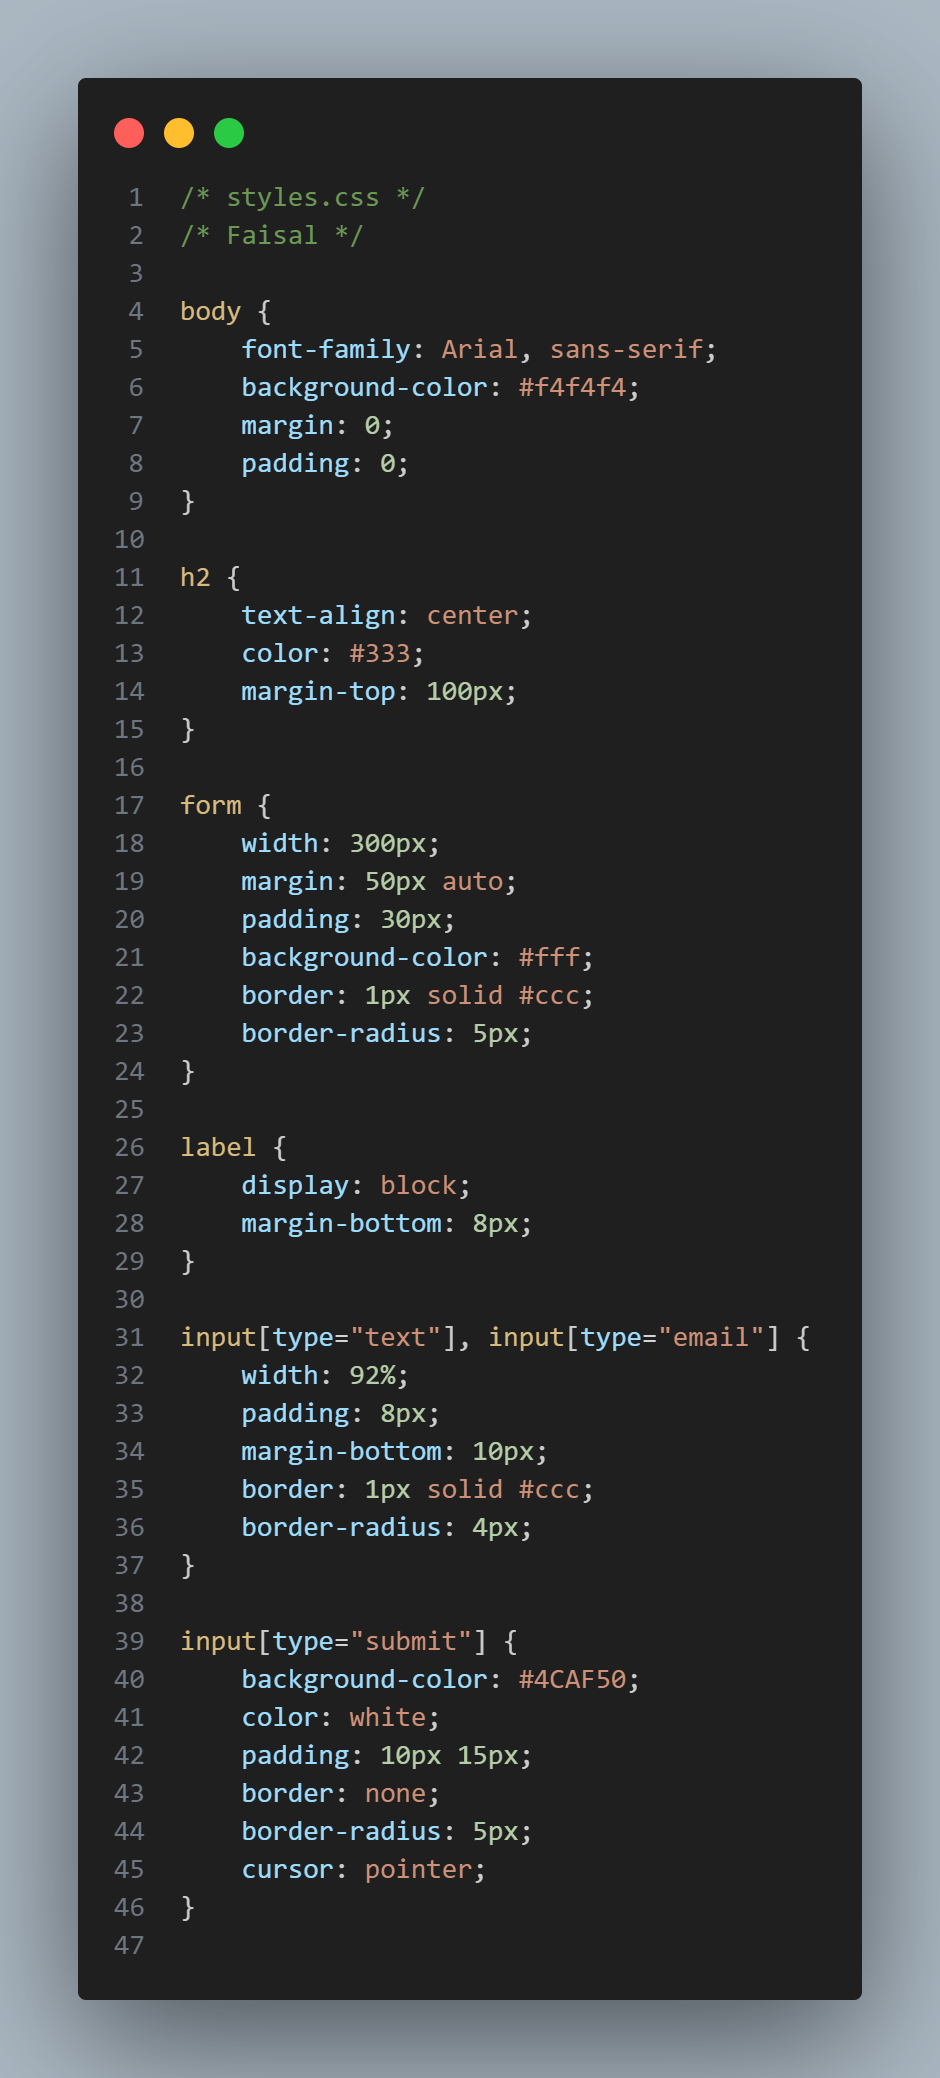 1 /* styles.css */
2 /* Faisal */
3
4 body {
5     font-family: Arial, sans-serif;
6     background-color: #f4f4f4;
7     margin: 0;
8     padding: 0;
9 }
10
11 h2 {
12     text-align: center;
13     color: #333;
14     margin-top: 100px;
15 }
16
17 form {
18     width: 300px;
19     margin: 50px auto;
20     padding: 30px;
21     background-color: #fff;
22     border: 1px solid #ccc;
23     border-radius: 5px;
24 }
25
26 label {
27     display: block;
28     margin-bottom: 8px;
29 }
30
31 input[type="text"], input[type="email"] {
32     width: 92%;
33     padding: 8px;
34     margin-bottom: 10px;
35     border: 1px solid #ccc;
36     border-radius: 4px;
37 }
38
39 input[type="submit"] {
40     background-color: #4CAF50;
41     color: white;
42     padding: 10px 15px;
43     border: none;
44     border-radius: 5px;
45     cursor: pointer;
46 }
47